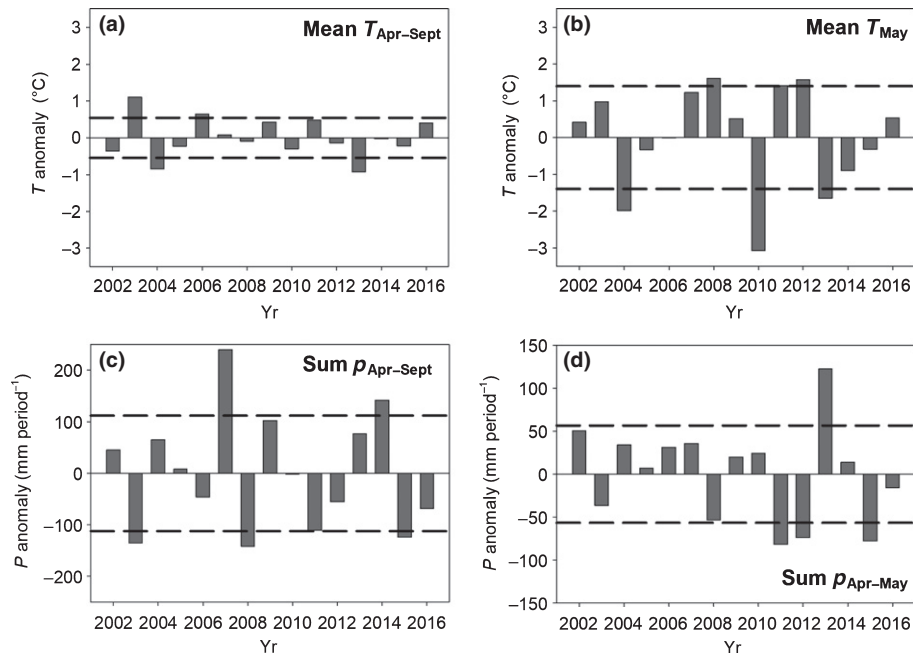 (a) Mean T Apr–Sept
3
2
1
0
–1
–2
–3
T anomaly (°C)
2002 2004 2006 2008 2010 2012 2014 2016
Yr
(b) Mean T May
3
2
1
0
–1
–2
–3
T anomaly (°C)
2002 2004 2006 2008 2010 2012 2014 2016
Yr
(c) Sum p Apr–Sept
200
100
0
–100
–200
P anomaly (mm period⁻¹)
2002 2004 2006 2008 2010 2012 2014 2016
Yr
(d)
150
100
50
0
–50
–100
–150
P anomaly (mm period⁻¹)
Sum p Apr–May
2002 2004 2006 2008 2010 2012 2014 2016
Yr